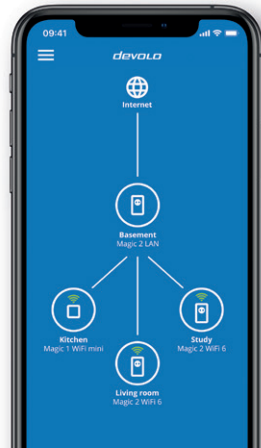 09:41
devolo
Internet
Basement
Magic 2 LAN
Kitchen
Magic 1 WiFi mini
Study
Magic 2 WiFi 6
Living room
Magic 2 WiFi 6